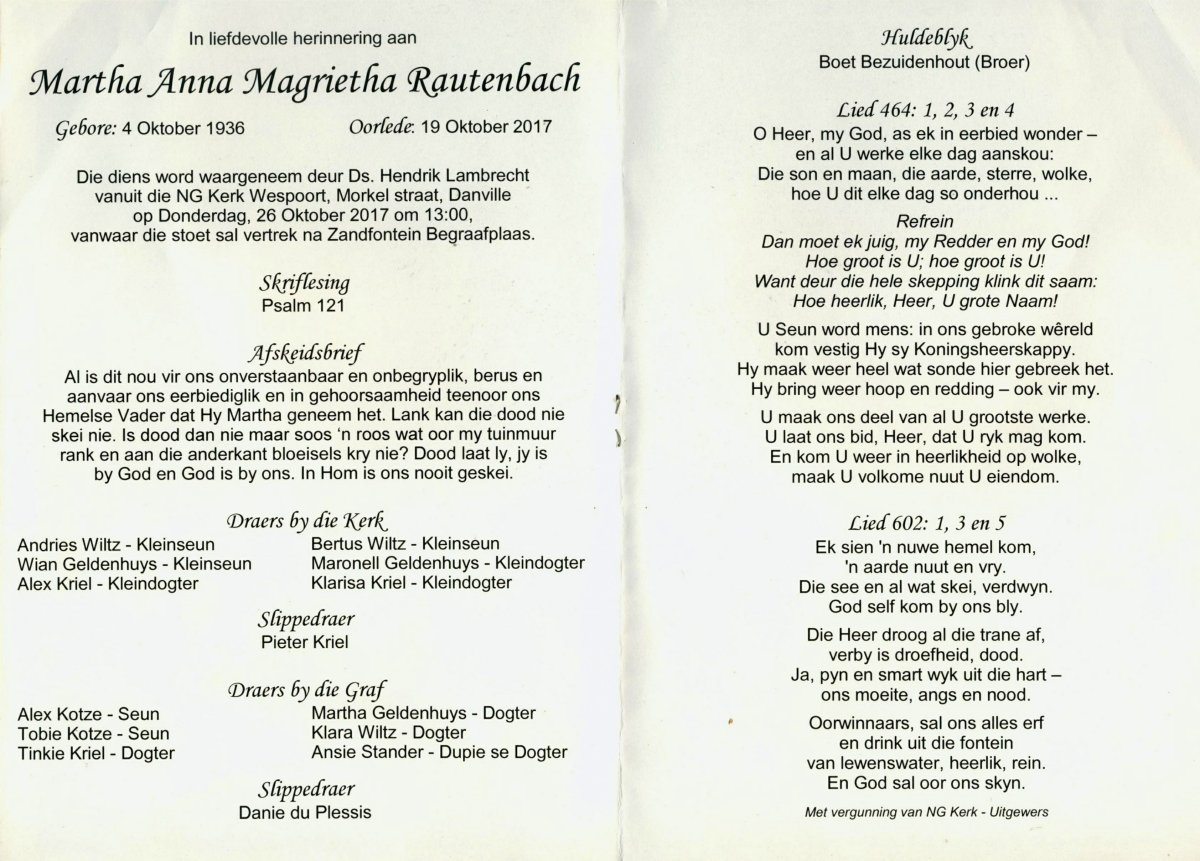 In liefdevolle herinnering aan
Martha Anna Magrietha Rautenbach
Gebore: 4 Oktober 1936 Oorlede: 19 Oktober 2017
Die diens word waargeneem deur Ds. Hendrik Lambrecht
vanuit die NG Kerk Wespoort, Morkel straat, Danville
op Donderdag, 26 Oktober 2017 om 13:00,
vanwaar die stoet sal vertrek na Zandfontein Begraafplaas.
Skriflesing
Psalm 121
Afskeidsbrief
Al is dit nou vir ons onverstaanbaar en onbegryplik, berus en
aanvaar ons eerbiediglik en in gehoorsaamheid teenoor ons
Hemelse Vader dat Hy Martha geneem het. Lank kan die dood nie
skei nie. Is dood dan nie maar soos ‘n roos wat oor my tuinmuur
rank en aan die anderkant bloeisels kry nie? Dood laat ly, jy is
by God en God is by ons. In Hom is ons nooit geskei.
Draers by die Kerk
Andries Wiltz - Kleinseun Bertus Wiltz - Kleinseun
Wian Geldenhuys - Kleinseun Maronell Geldenhuys - Kleindogter
Alex Kriel - Kleindogter Klarisa Kriel - Kleindogter
Slippedraer
Pieter Kriel
Draers by die Graf
Alex Kotze - Seun Martha Geldenhuys - Dogter
Tobie Kotze - Seun Klara Wiltz - Dogter
Tinkie Kriel - Dogter Ansie Stander - Dupie se Dogter
Slippedraer
Danie du Plessis
Huldeblyk
Boet Bezuidenhout (Broer)
Lied 464: 1, 2, 3 en 4
O Heer, my God, as ek in eerbied wonder –
en al U werke elke dag aanskou:
Die son en maan, die aarde, sterre, wolke,
hoe U dit elke dag so onderhou ...
Refrein
Dan moet ek juig, my Redder en my God!
Hoe groot is U; hoe groot is U!
Want deur die hele skepping klink dit saam:
Hoe heerlik, Heer, U grote Naam!
U Seun word mens: in ons gebroke wêreld
kom vestig Hy sy Koningsheerskappy.
Hy maak weer heel wat sonde hier gebreek het.
Hy bring weer hoop en redding – ook vir my.
U maak ons deel van al U grootste werke.
U laat ons bid, Heer, dat U ryk mag kom.
En kom U weer in heerlikheid op wolke,
maak U volkome nuut U eiendom.
Lied 602: 1, 3 en 5
Ek sien 'n nuwe hemel kom,
'n aarde nuut en vry.
Die see en al wat skei, verdwyn.
God self kom by ons bly.
Die Heer droog al die trane af,
verby is droefheid, dood.
Ja, pyn en smart wyk uit die hart –
ons moeite, angs en nood.
Oorwinnaars, sal ons alles erf
en drink uit die fontein
van lewenswater, heerlik, rein.
En God sal oor ons skyn.
Met vergunning van NG Kerk - Uitgewers